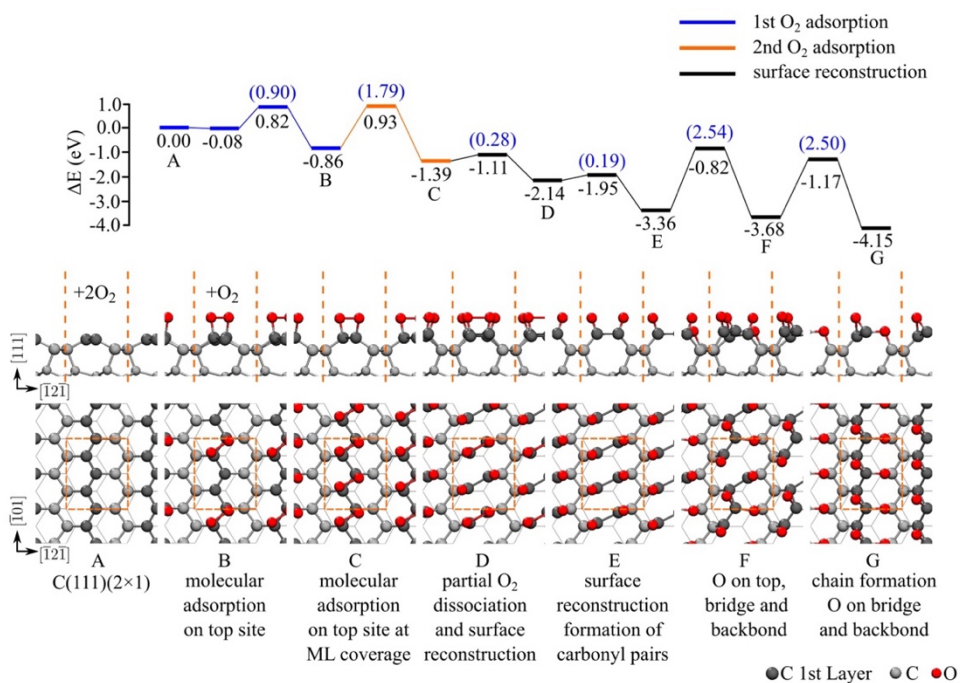 1st O₂ adsorption
2nd O₂ adsorption
surface reconstruction
ΔE (eV)
1.0
0.0
-1.0
-2.0
-3.0
-4.0
0.00
A
-0.08
(0.90)
0.82
-0.86
B
(1.79)
0.93
-1.39
C
(0.28)
-1.11
-2.14
D
(0.19)
-1.95
-3.36
E
(2.54)
-0.82
-3.68
F
(2.50)
-1.17
-4.15
G
+2O₂
+O₂
[111]
[1̄21̄]
[1̄01]
[1̄21̄]
A
C(111)(2×1)
B
molecular
adsorption
on top site
C
molecular
adsorption
on top site at
ML coverage
D
partial O₂
dissociation
and surface
reconstruction
E
surface
reconstruction
formation of
carbonyl pairs
F
O on top,
bridge and
backbond
G
chain formation
O on bridge
and backbond
C 1st Layer
C
O